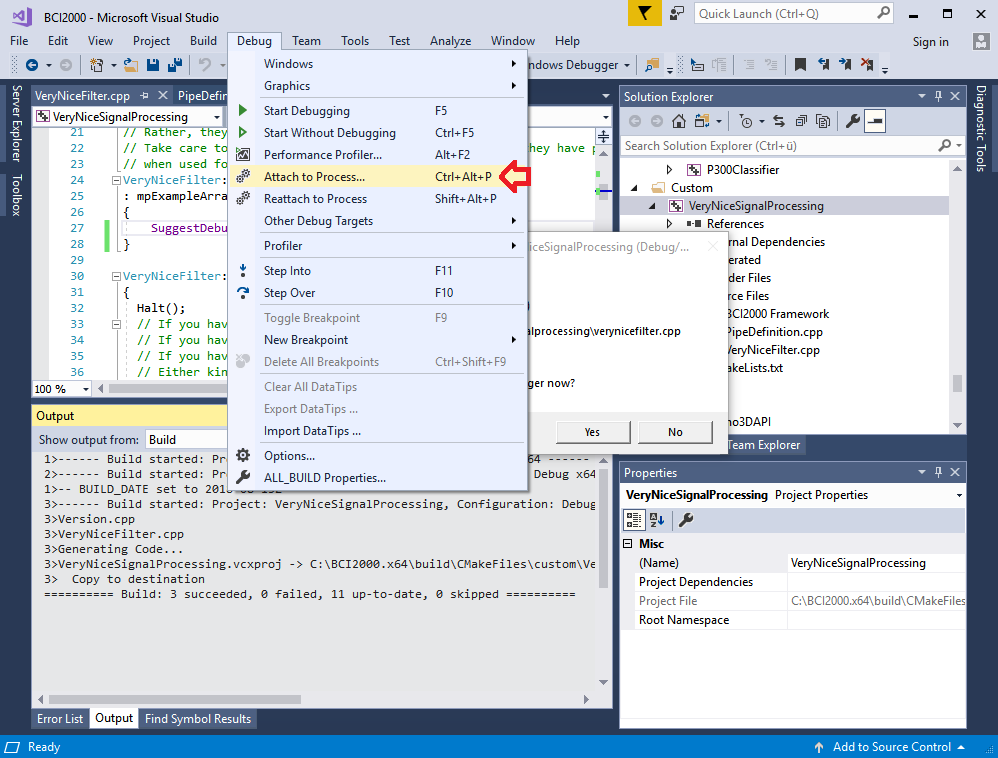 BCI2000 - Microsoft Visual Studio
Quick Launch (Ctrl+Q)
File Edit View Project Build Debug Team Tools Test Analyze Window Help
Sign in
ndows Debugger
Server Explorer
Toolbox
Diagnostic Tools
VeryNiceFilter.cpp
PipeDefin
VeryNiceSignalProcessing
21 // Rather, they
22 // Take care to
hey have p
23 // when used fo
24 VeryNiceFilter:
25 : mpExampleArra
26 {
27 SuggestDebu
28 }
29
30 VeryNiceFilter:
31 {
32 Halt();
33 // If you hav
34 // If you hav
35 // If you hav
36 // Either kin
100 %
Windows
Graphics
Start Debugging F5
Start Without Debugging Ctrl+F5
Performance Profiler... Alt+F2
Attach to Process... Ctrl+Alt+P
Reattach to Process Shift+Alt+P
Other Debug Targets
Profiler
Step Into F11
Step Over F10
Toggle Breakpoint F9
New Breakpoint
Delete All Breakpoints Ctrl+Shift+F9
Clear All DataTips
Export DataTips ...
Import DataTips ...
Options...
ALL_BUILD Properties...
iceSignalProcessing (Debug/...
alprocessing\verynicefilter.cpp
ger now?
Yes
No
Solution Explorer
Search Solution Explorer (Ctrl+ü)
P300Classifier
Custom
VeryNiceSignalProcessing
References
rnal Dependencies
erated
der Files
rce Files
BCI2000 Framework
PipeDefinition.cpp
VeryNiceFilter.cpp
akeLists.txt
no3DAPI
Team Explorer
Output
Show output from: Build
1>------ Build started: Pr
64 ------
2>------ Build started: Pr
Debug x64
1>-- BUILD_DATE set to
3>------ Build started: Project: VeryNiceSignalProcessing, Configuration: Debug
3>Version.cpp
3>VeryNiceFilter.cpp
3>Generating Code...
3>VeryNiceSignalProcessing.vcxproj -> C:\BCI2000.x64\build\CMakeFiles\custom\Ve
3> Copy to destination
========== Build: 3 succeeded, 0 failed, 11 up-to-date, 0 skipped ==========
Error List
Output
Find Symbol Results
Properties
VeryNiceSignalProcessing Project Properties
Misc
(Name) VeryNiceSignalProcessing
Project Dependencies
Project File C:\BCI2000.x64\build\CMakeFiles
Root Namespace
Ready
Add to Source Control